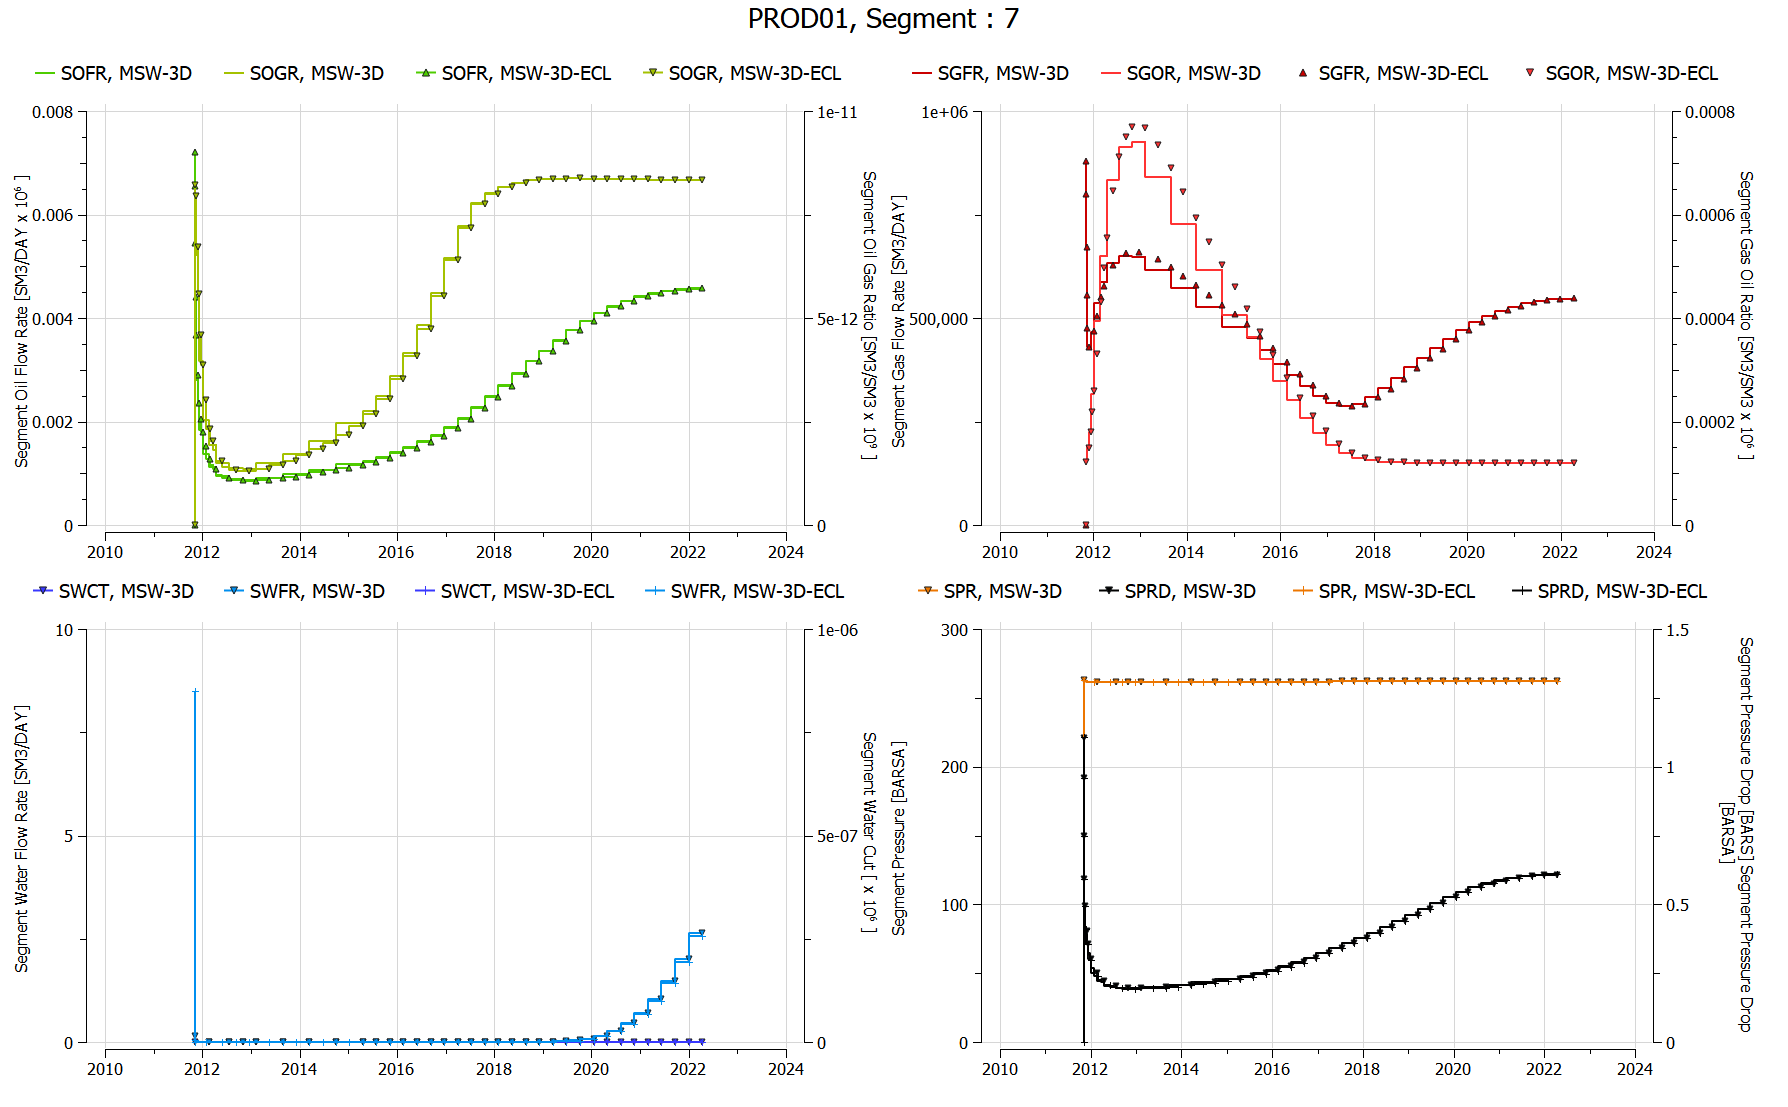 PROD01, Segment : 7
SOFR, MSW-3D SOGR, MSW-3D SOFR, MSW-3D-ECL SOGR, MSW-3D-ECL
0.008
0.006
0.004
0.002
0
Segment Oil Flow Rate [SM3/DAY x 10⁶ ]
1e-11
5e-12
0
Segment Oil Gas Ratio [SM3/SM3 x 10⁹ ]
2010 2012 2014 2016 2018 2020 2022 2024
SGFR, MSW-3D SGOR, MSW-3D SGFR, MSW-3D-ECL SGOR, MSW-3D-ECL
1e+06
500,000
0
Segment Gas Flow Rate [SM3/DAY]
0.0008
0.0006
0.0004
0.0002
0
Segment Gas Oil Ratio [SM3/SM3 x 10⁶ ]
2010 2012 2014 2016 2018 2020 2022 2024
SWCT, MSW-3D SWFR, MSW-3D SWCT, MSW-3D-ECL SWFR, MSW-3D-ECL
10
5
0
Segment Water Flow Rate [SM3/DAY]
1e-06
5e-07
0
Segment Water Cut [ x 10⁶ ]
2010 2012 2014 2016 2018 2020 2022 2024
SPR, MSW-3D SPRD, MSW-3D SPR, MSW-3D-ECL SPRD, MSW-3D-ECL
300
200
100
0
Segment Pressure [BARSA]
1.5
1
0.5
0
Segment Pressure Drop [BARS] Segment Pressure Drop
[BARSA]
2010 2012 2014 2016 2018 2020 2022 2024